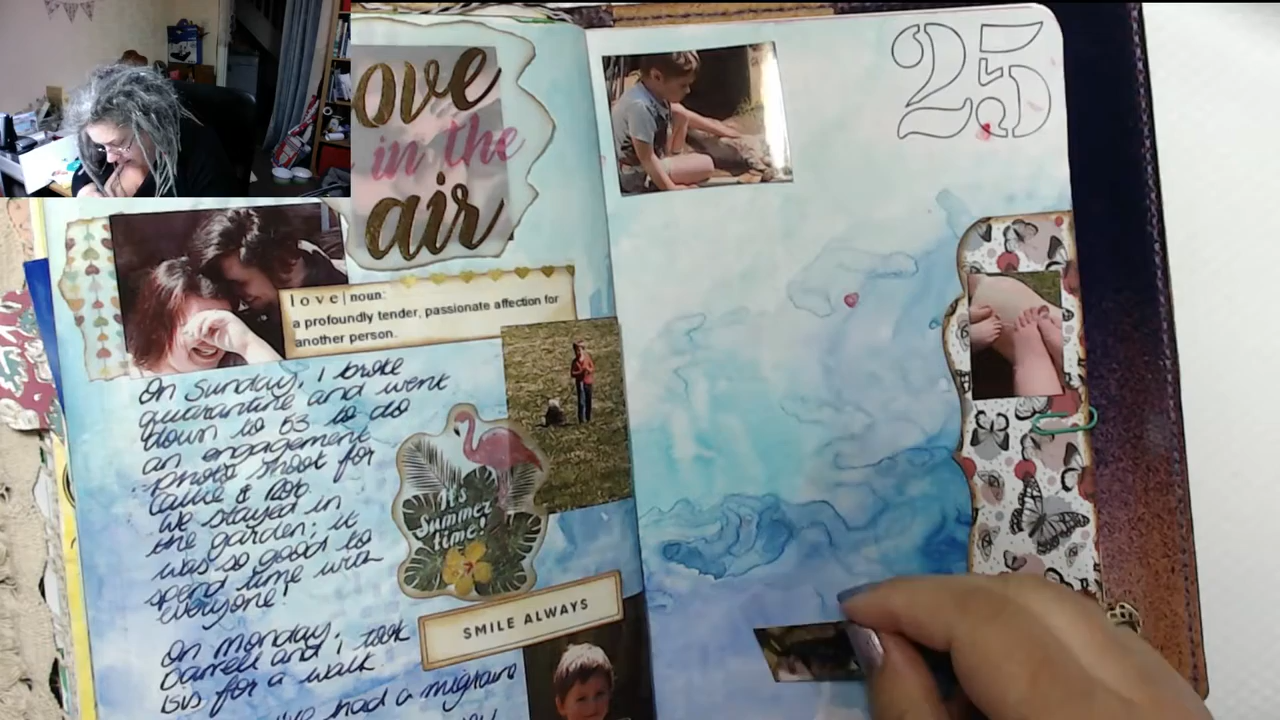 ove
in the
air
25
love|noun:
a profoundly tender, passionate affection for
another person.
On Sunday, I broke
quarantine and went
down to 53 to do
an engagement
photo shoot for
& Rob.
We stayed in
the garden; it
was so good to
spend time with
everyone!
It's
Summer
time!
SMILE ALWAYS
On Monday, I took
Darrell and
Isis for a walk.
I've had a migraine